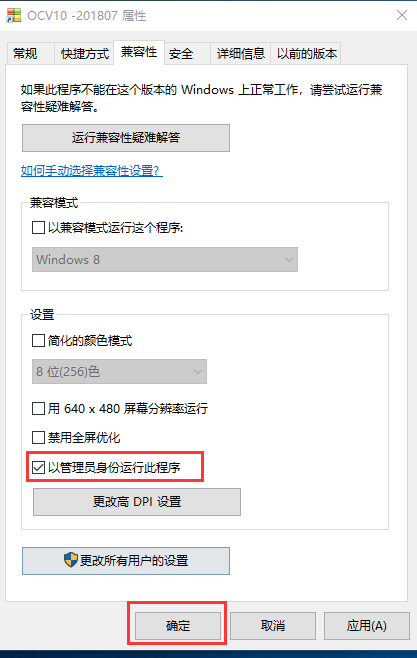 OCV10 -201807 属性
常规 快捷方式 兼容性 安全 详细信息 以前的版本
如果此程序不能在这个版本的 Windows 上正常工作，请尝试运行兼
容性疑难解答。
运行兼容性疑难解答
如何手动选择兼容性设置?
兼容模式
以兼容模式运行这个程序:
Windows 8
设置
简化的颜色模式
8 位(256)色
用 640 x 480 屏幕分辨率运行
禁用全屏优化
以管理员身份运行此程序
更改高 DPI 设置
更改所有用户的设置
确定 取消 应用(A)